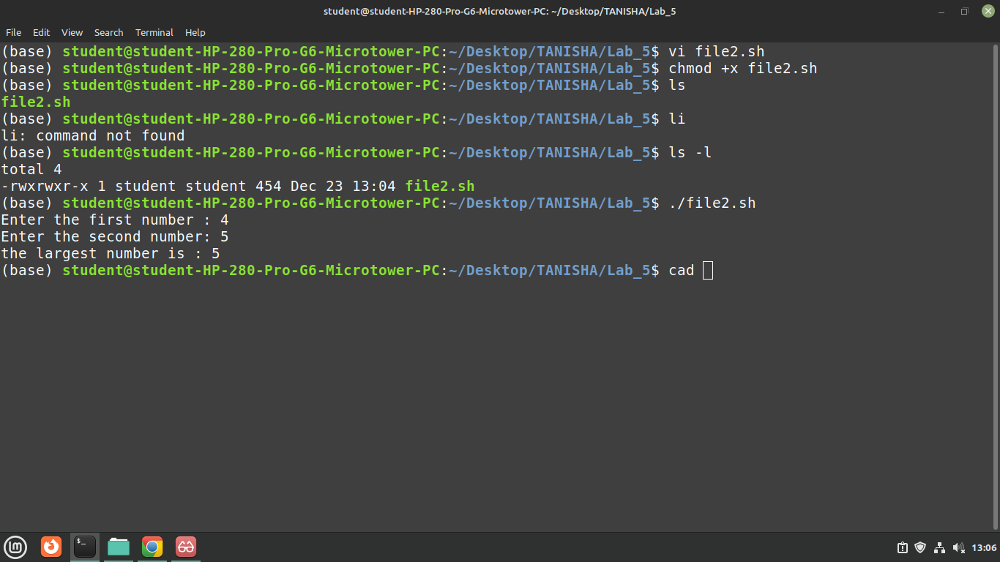 student@student-HP-280-Pro-G6-Microtower-PC: ~/Desktop/TANISHA/Lab_5
File Edit View Search Terminal Help
(base) student@student-HP-280-Pro-G6-Microtower-PC:~/Desktop/TANISHA/Lab_5$ vi file2.sh
(base) student@student-HP-280-Pro-G6-Microtower-PC:~/Desktop/TANISHA/Lab_5$ chmod +x file2.sh
(base) student@student-HP-280-Pro-G6-Microtower-PC:~/Desktop/TANISHA/Lab_5$ ls
file2.sh
(base) student@student-HP-280-Pro-G6-Microtower-PC:~/Desktop/TANISHA/Lab_5$ li
li: command not found
(base) student@student-HP-280-Pro-G6-Microtower-PC:~/Desktop/TANISHA/Lab_5$ ls -l
total 4
-rwxrwxr-x 1 student student 454 Dec 23 13:04 file2.sh
(base) student@student-HP-280-Pro-G6-Microtower-PC:~/Desktop/TANISHA/Lab_5$ ./file2.sh
Enter the first number : 4
Enter the second number: 5
the largest number is : 5
(base) student@student-HP-280-Pro-G6-Microtower-PC:~/Desktop/TANISHA/Lab_5$ cad
$_
13:06